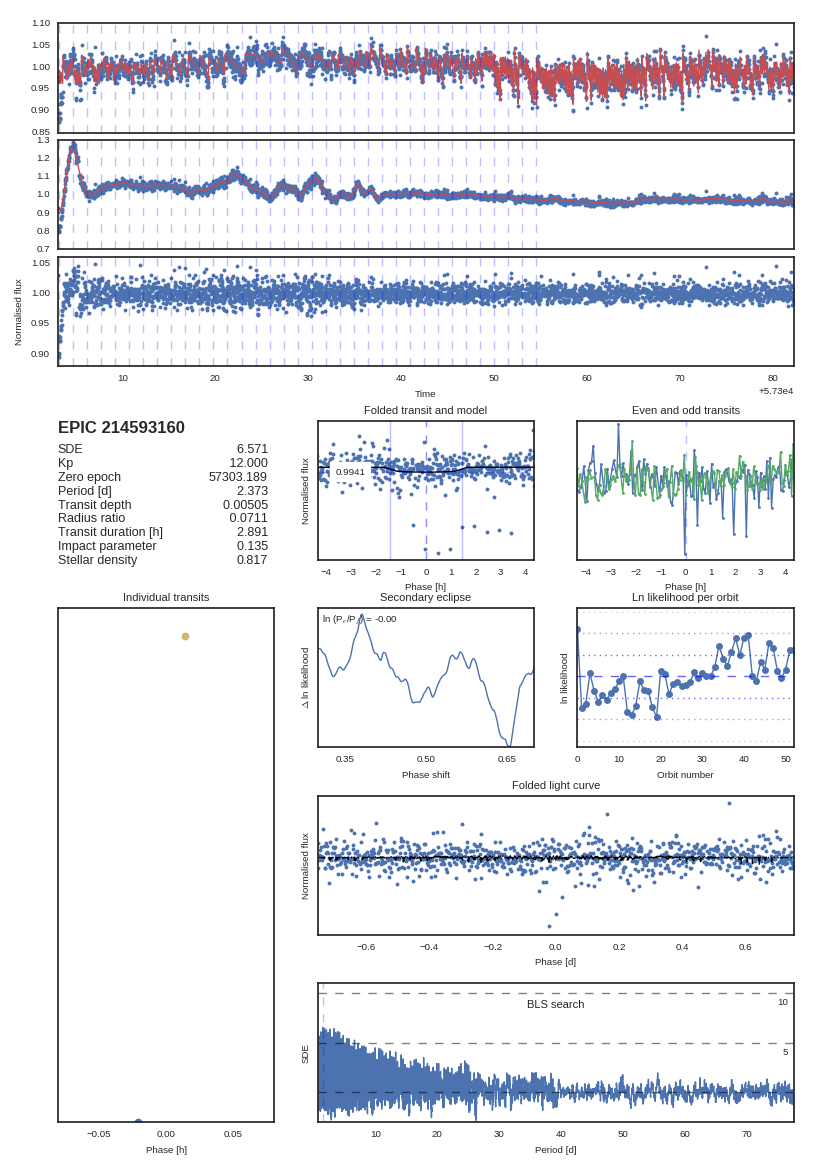 1.10
1.05
1.00
0.95
0.90
0.85
1.3
1.2
1.1
1.0
0.9
0.8
0.7
1.05
1.00
0.95
0.90
Normalised flux
10 20 30 40 50 60 70 80
Time
+5.73e4
EPIC 214593160
SDE 6.571
Kp 12.000
Zero epoch 57303.189
Period [d] 2.373
Transit depth 0.00505
Radius ratio 0.0711
Transit duration [h] 2.891
Impact parameter 0.135
Stellar density 0.817
Folded transit and model
Normalised flux
0.9941
−4 −3 −2 −1 0 1 2 3 4
Phase [h]
Even and odd transits
−4 −3 −2 −1 0 1 2 3 4
Phase [h]
Individual transits
−0.05 0.00 0.05
Phase [h]
Secondary eclipse
Δ ln likelihood
= -0.00
0.35 0.50 0.65
Phase shift
Ln likelihood per orbit
ln likelihood
0 10 20 30 40 50
Orbit number
Folded light curve
Normalised flux
−0.6 −0.4 −0.2 0.0 0.2 0.4 0.6
Phase [d]
BLS search
SDE
10
5
10 20 30 40 50 60 70
Period [d]